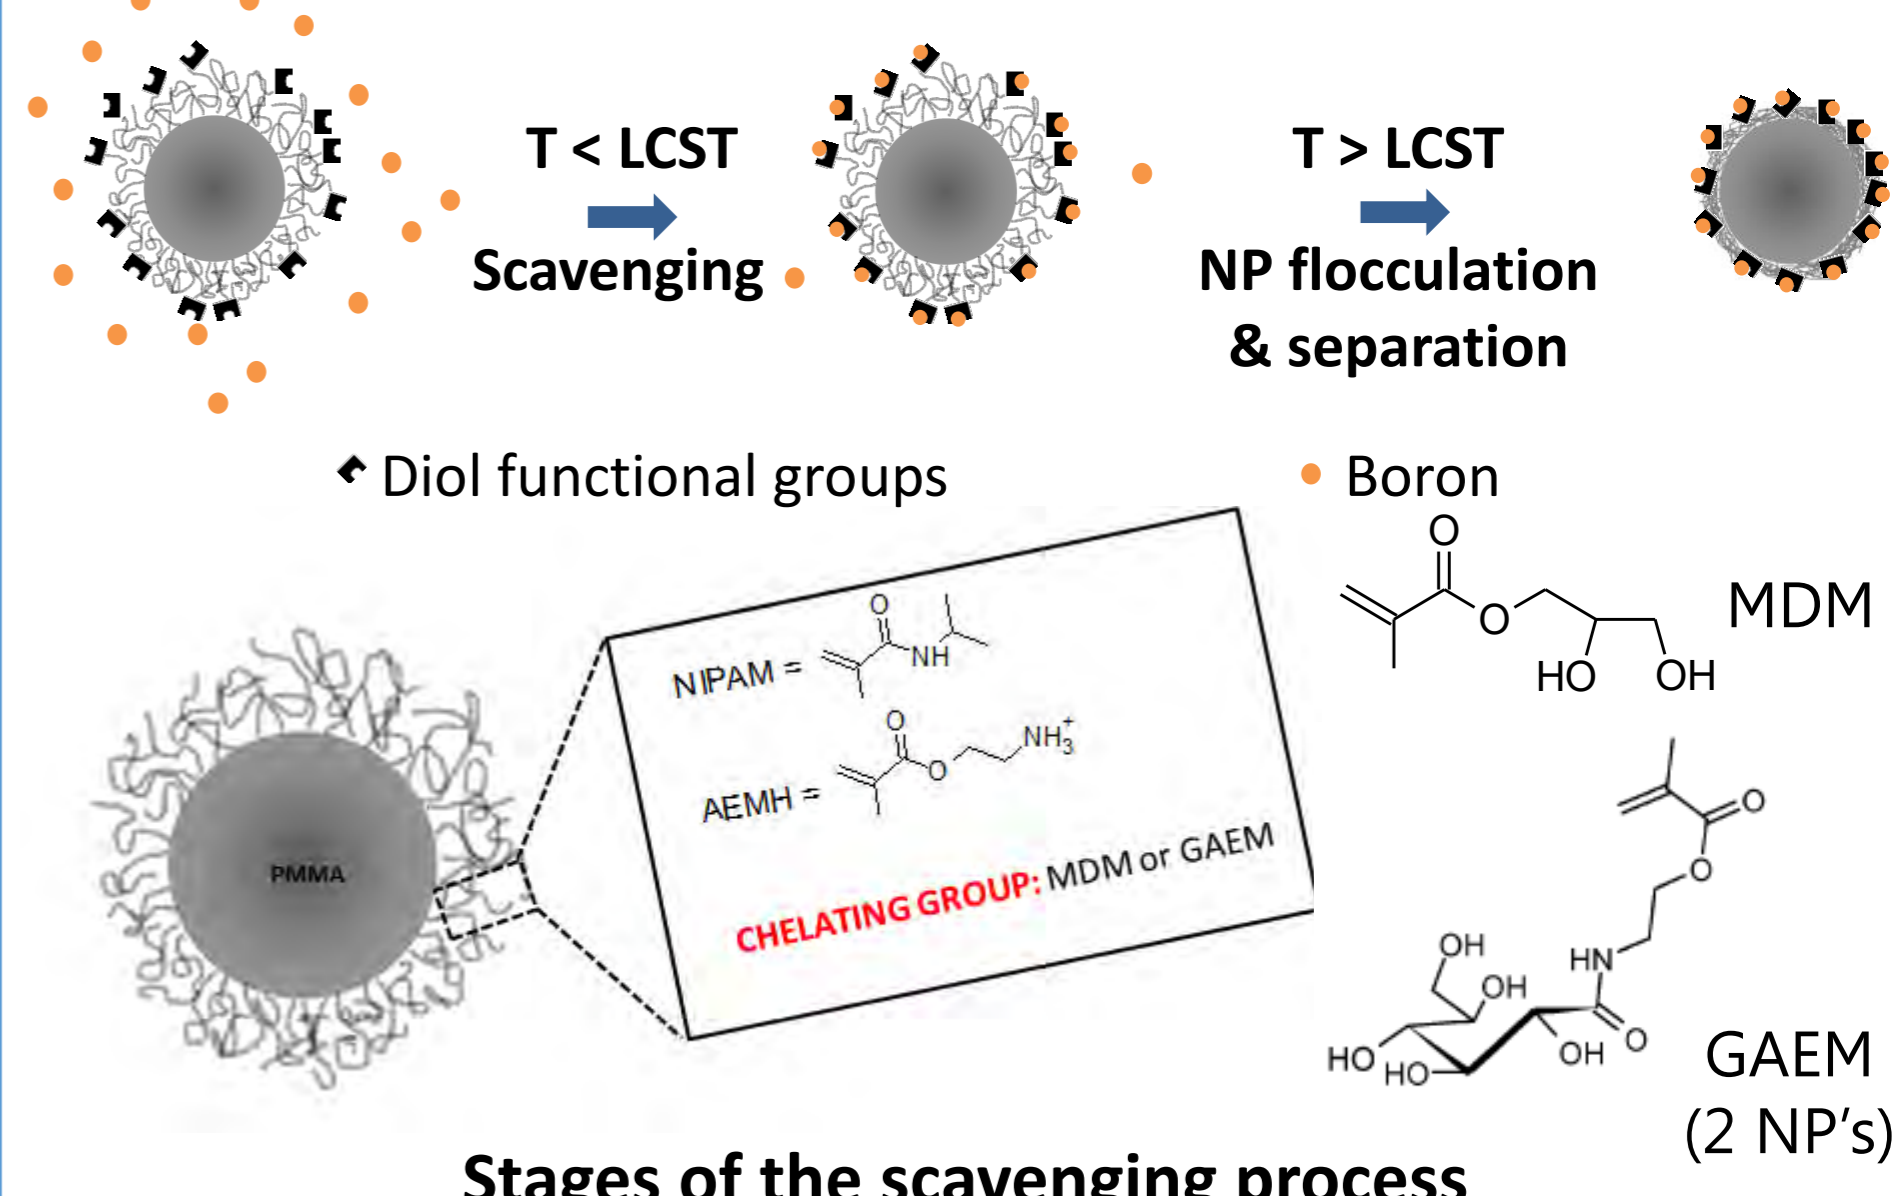 T < LCST
Scavenging
T > LCST
NP flocculation
& separation
Diol functional groups
Boron
O
O
HO
OH
MDM
NIPAM =
O
NH
AEMH =
O
O
NH3+
CHELATING GROUP: MDM or GAEM
PMMA
O
O
HN
OH
OH
O
OH
HO
HO
GAEM
(2 NP's)
Stages of the scavenging process